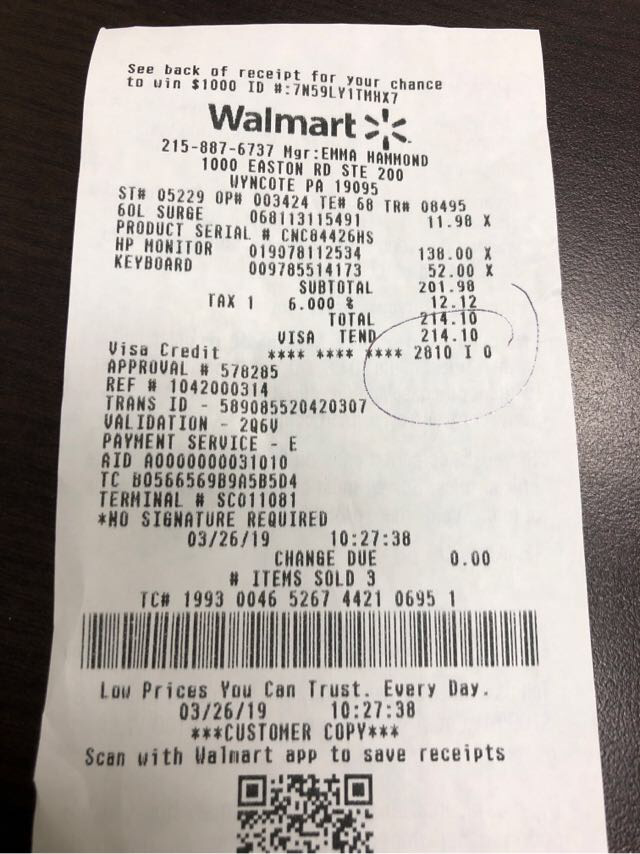 See back of receipt for your chance
to win $1000 ID #:7N59LY1TMHX7
Walmart
215-887-6737 Mgr:EMMA HAMMOND
1000 EASTON RD STE 200
WYNCOTE PA 19095
ST# 05229 OP# 003424 TE# 68 TR# 08495
60L SURGE 068113115491 11.98 X
PRODUCT SERIAL # CNC84426HS
HP MONITOR 019078112534 138.00 X
KEYBOARD 009785514173 52.00 X
SUBTOTAL 201.98
TAX 1 6.000 % 12.12
TOTAL 214.10
VISA TEND 214.10
Visa Credit **** **** **** 2810 I 0
APPROVAL # 578285
REF # 1042000314
TRANS ID - 589085520420307
VALIDATION - 2Q6V
PAYMENT SERVICE - E
AID A0000000031010
TC B0566569B9A5B5D4
TERMINAL # SC011081
*NO SIGNATURE REQUIRED
03/26/19 10:27:38
CHANGE DUE 0.00
# ITEMS SOLD 3
TC# 1993 0046 5267 4421 0695 1
Low Prices You Can Trust. Every Day.
03/26/19 10:27:38
***CUSTOMER COPY***
Scan with Walmart app to save receipts